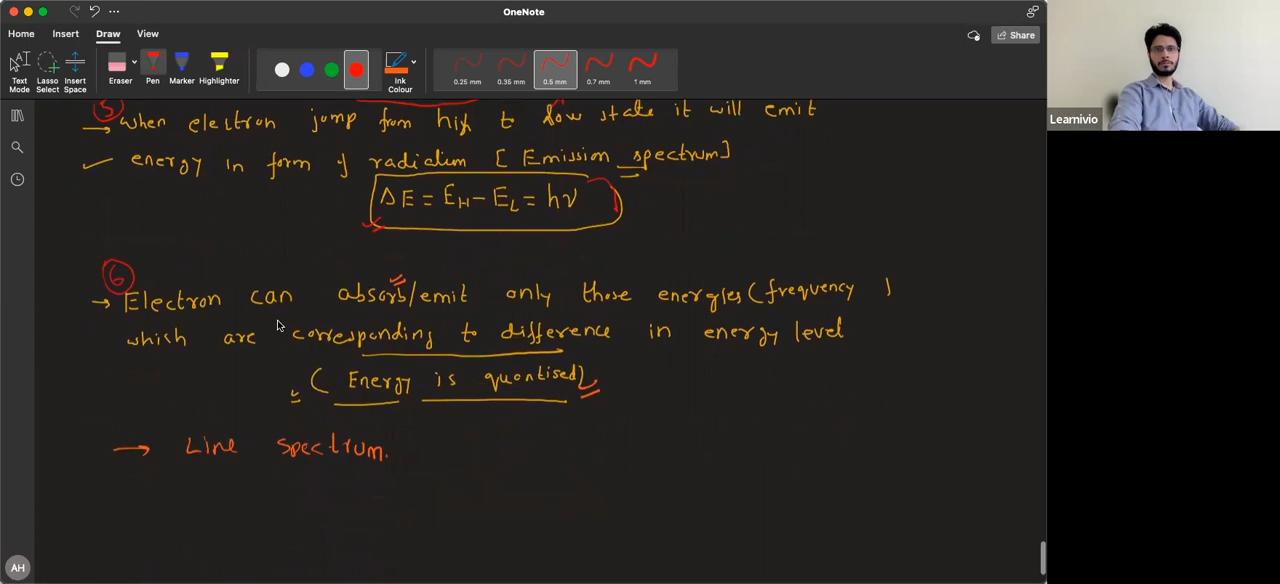 OneNote
Home Insert Draw View
Share
Text Mode
Lasso Select
Insert Space
Eraser
Pen
Marker
Highlighter
Ink Colour
0.25 mm 0.35 mm 0.5 mm 0.7 mm 1 mm
Learnivio
5
→ when electron jump from high to low state it will emit
energy in form of radiation [ Emission spectrum]
ΔE = E_H - E_L = hν
6
→ Electron can absorb/emit only those energies (frequency )
which are corresponding to difference in energy level
( Energy is quantised)
→ Line spectrum.
AH